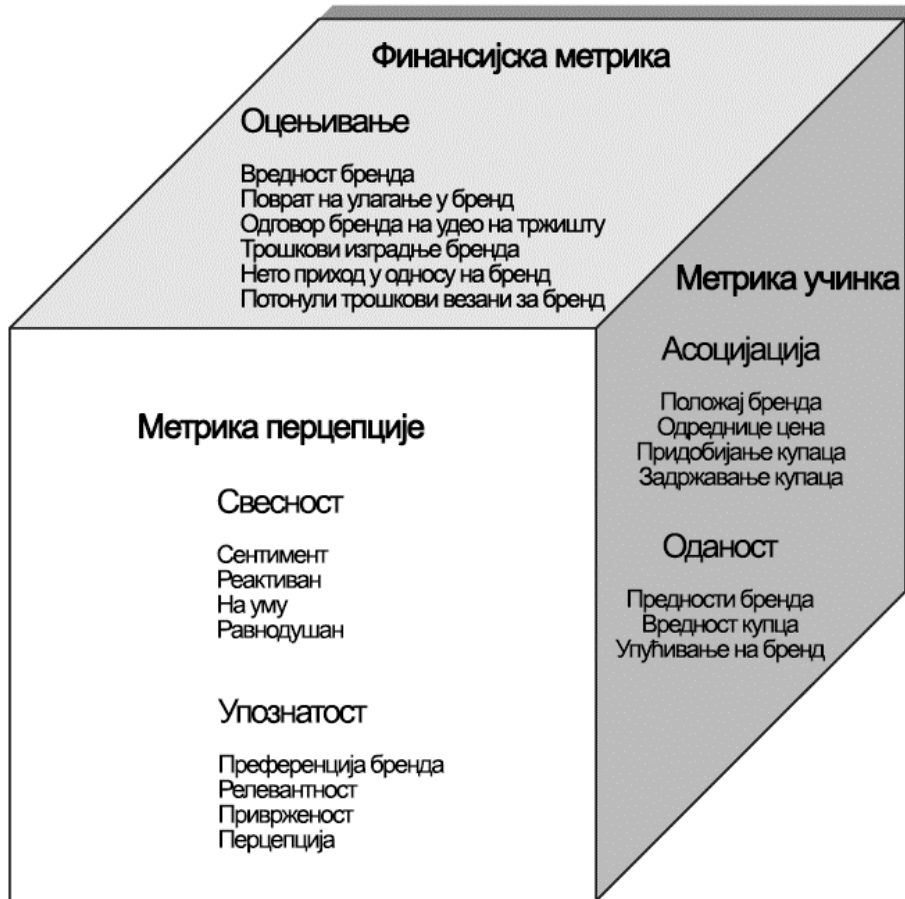 Финансијска метрика
Оцењивање
Вредност бренда
Поврат на улагање у бренд
Одговор бренда на удео на тржишту
Трошкови изградње бренда
Нето приход у односу на бренд
Потонули трошкови везани за бренд
Метрика перцепције
Свесност
Сентимент
Реактиван
На уму
Равнодушан
Упознатост
Преференција бренда
Релевантност
Приврженост
Перцепција
Метрика учинка
Асоцијација
Положај бренда
Одреднице цена
Придобијање купаца
Задржавање купаца
Оданост
Предности бренда
Вредност купца
Упућивање на бренд